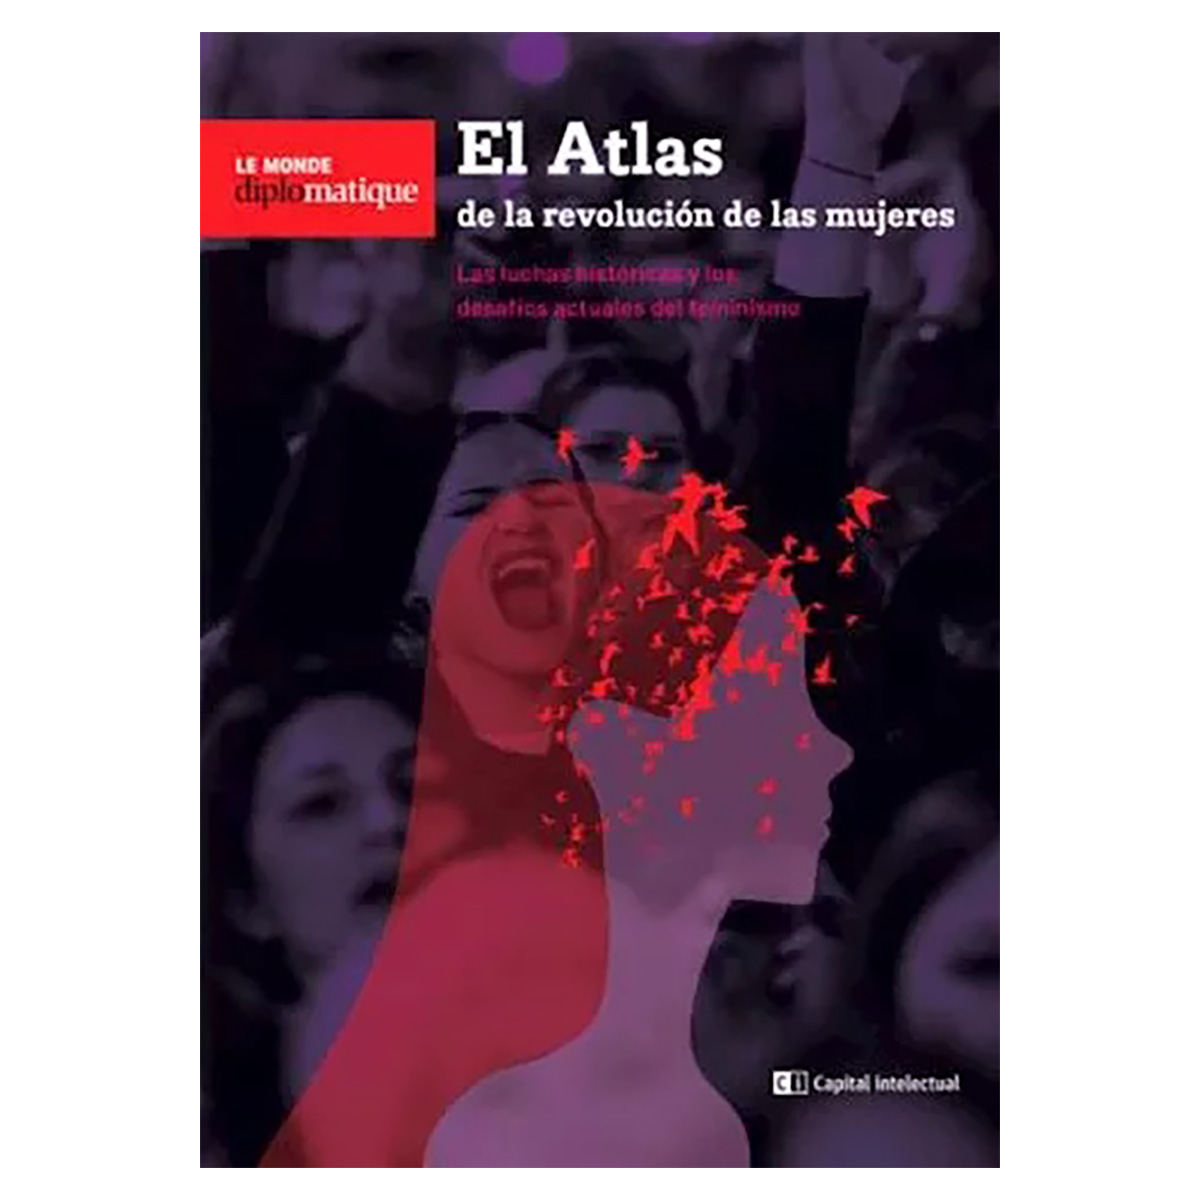 LE MONDE
diplomatique
El Atlas
de la revolución de las mujeres
Las luchas históricas y los
desafíos actuales del feminismo
ci Capital intelectual